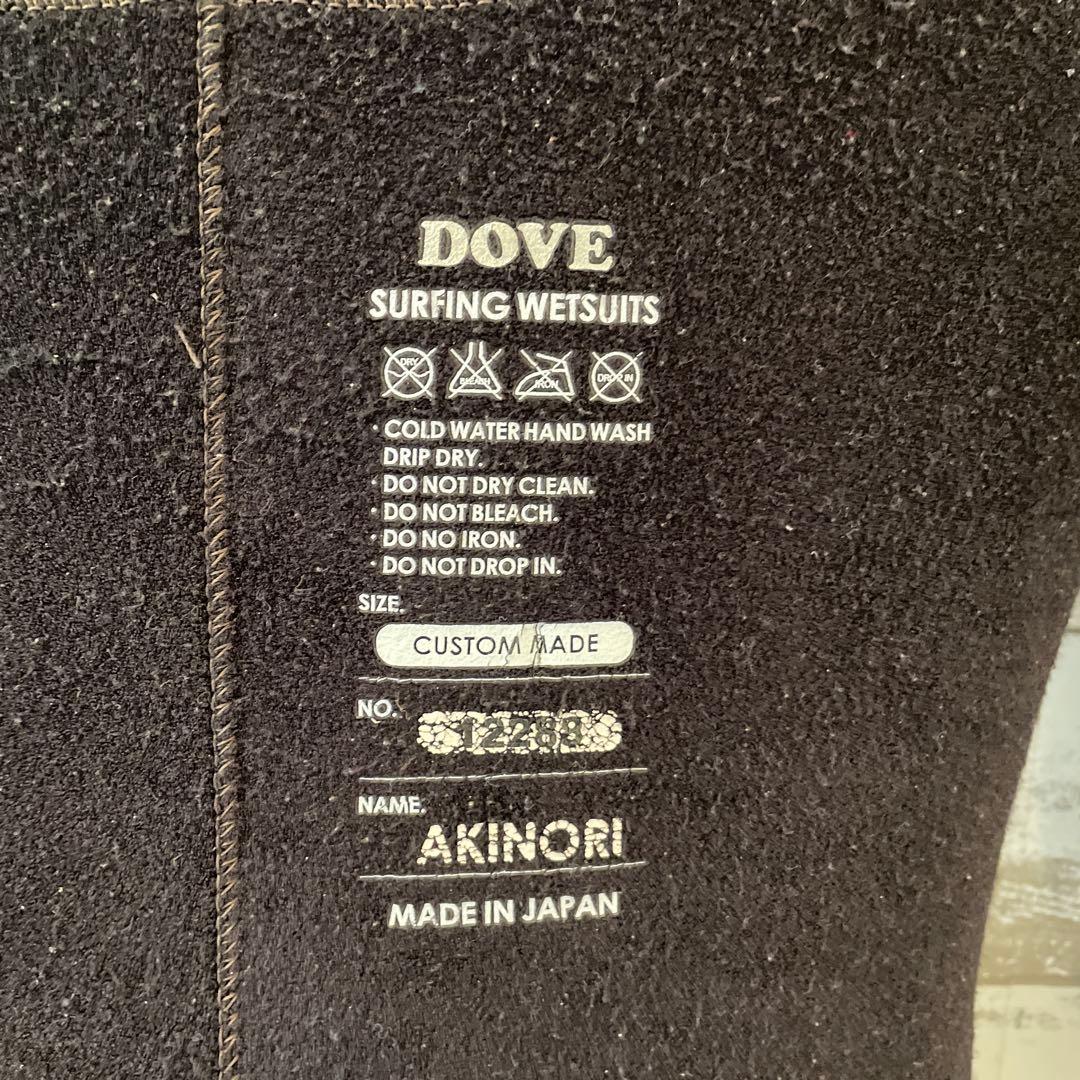 DOVE
SURFING WETSUITS
DRY BLEACH IRON DROP IN
· COLD WATER HAND WASH
DRIP DRY.
· DO NOT DRY CLEAN.
· DO NOT BLEACH.
· DO NO IRON.
· DO NOT DROP IN.
SIZE.
CUSTOM MADE
NO. 12283
NAME.
AKINORI
MADE IN JAPAN